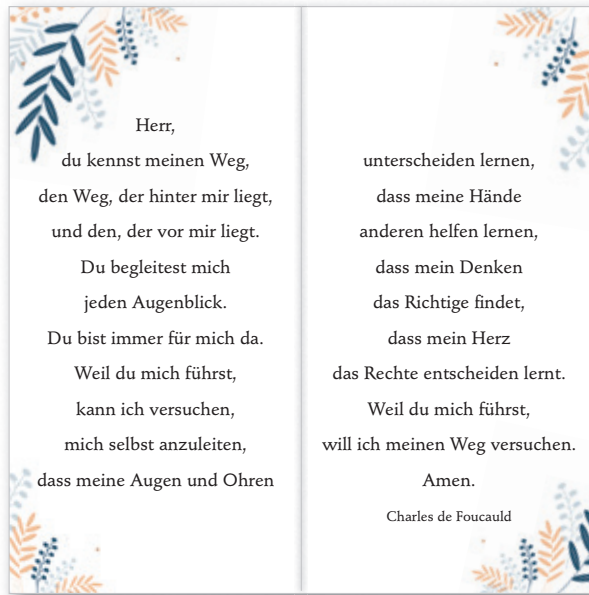 Herr,
du kennst meinen Weg,
den Weg, der hinter mir liegt,
und den, der vor mir liegt.
Du begleitest mich
jeden Augenblick.
Du bist immer für mich da.
Weil du mich führst,
kann ich versuchen,
mich selbst anzuleiten,
dass meine Augen und Ohren
unterscheiden lernen,
dass meine Hände
anderen helfen lernen,
dass mein Denken
das Richtige findet,
dass mein Herz
das Rechte entscheiden lernt.
Weil du mich führst,
will ich meinen Weg versuchen.
Amen.
Charles de Foucauld